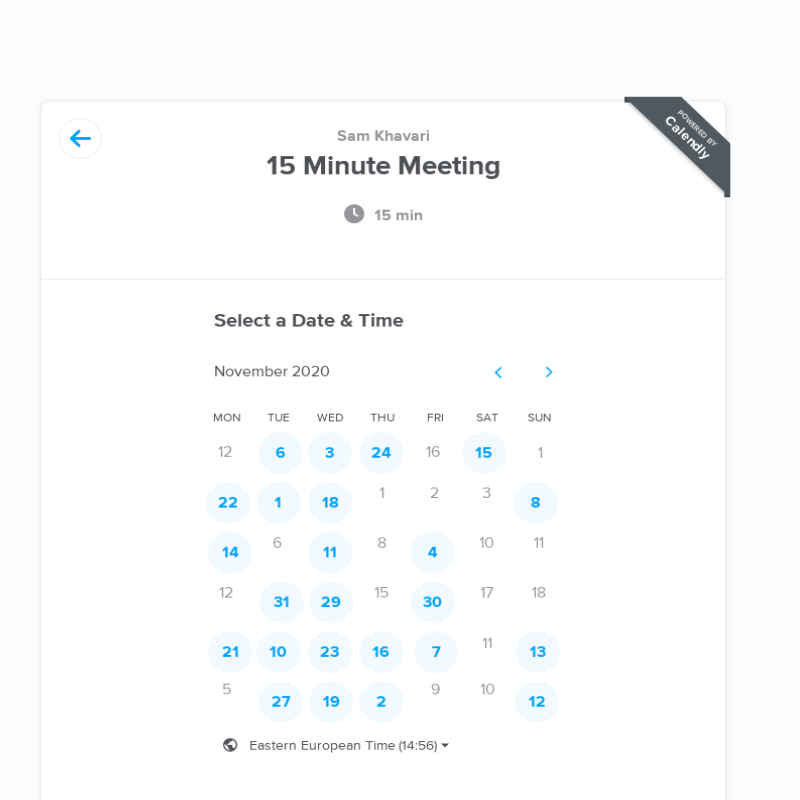 POWERED BY
Calendly
Sam Khavari
15 Minute Meeting
15 min
Select a Date & Time
November 2020
MON TUE WED THU FRI SAT SUN
12 6 3 24 16 15 1
22 1 18 1 2 3 8
14 6 11 8 4 10 11
12 31 29 15 30 17 18
21 10 23 16 7 11 13
5 27 19 2 9 10 12
Eastern European Time (14:56)